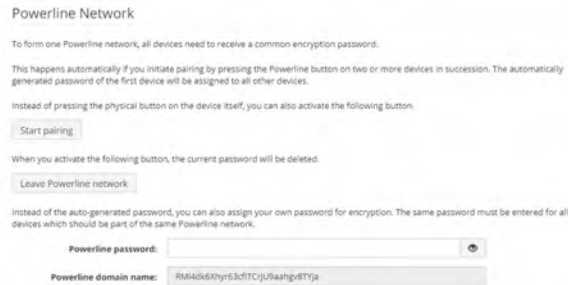 Powerline Network
To form one Powerline network, all devices need to receive a common encryption password.
This happens automatically if you initiate pairing by pressing the Powerline button on two or more devices in succession. The automatically
generated password of the first device will be assigned to all other devices.
Instead of pressing the physical button on the device itself, you can also activate the following button.
Start pairing
When you activate the following button, the current password will be deleted.
Leave Powerline network
Instead of the auto-generated password, you can also assign your own password for encryption. The same password must be entered for all
devices which should be part of the same Powerline network.
Powerline password:
Powerline domain name: